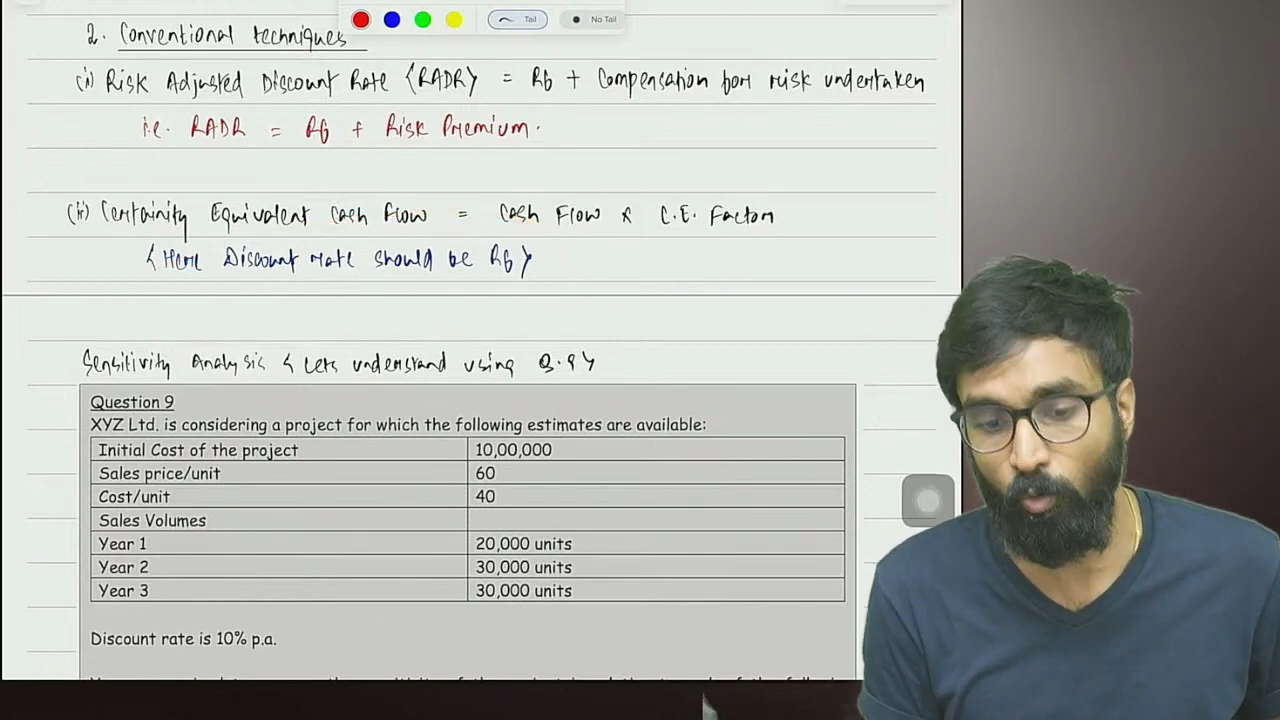 Tail
No Tail
2. Conventional techniques
(i) Risk Adjusted Discount Rate <RADR> = Rf + Compensation for risk undertaken
i.e. RADR = Rf + Risk Premium.
(ii) Certainity Equivalent Cash flow = Cash Flow x C.E. Factor
<Here Discount rate should be Rf>
Sensitivity Analysis < Lets understand using Q.9>
Question 9
XYZ Ltd. is considering a project for which the following estimates are available:
Initial Cost of the project 10,00,000
Sales price/unit 60
Cost/unit 40
Sales Volumes
Year 1 20,000 units
Year 2 30,000 units
Year 3 30,000 units
Discount rate is 10% p.a.